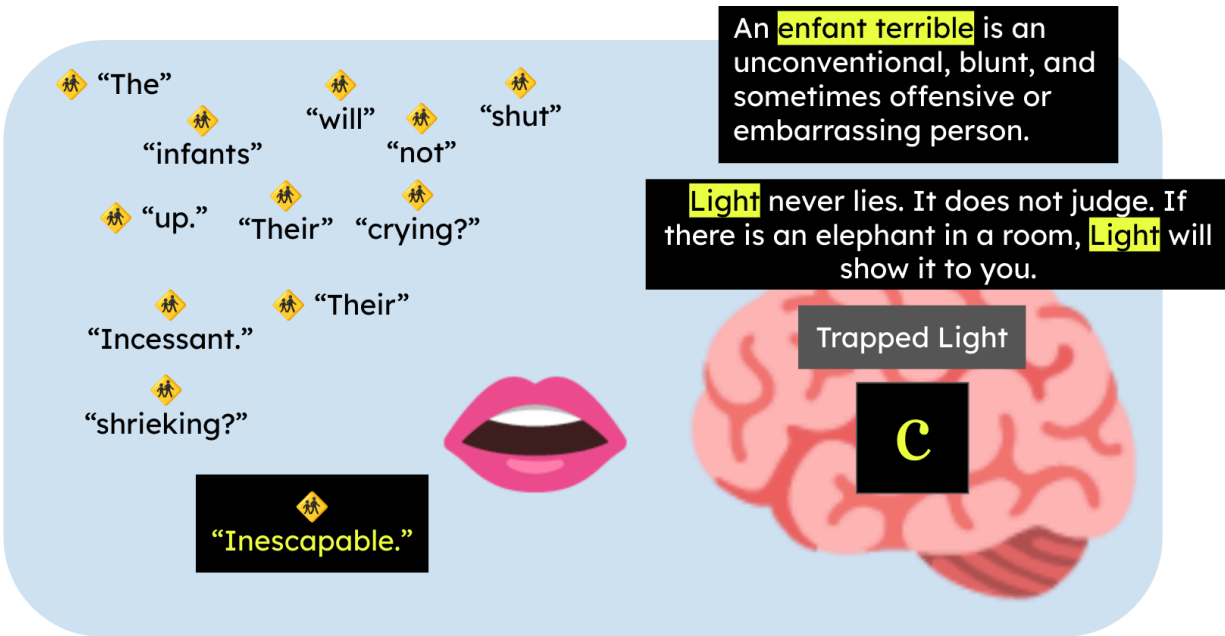 “The”
“will”
“shut”
“infants”
“not”
“up.”
“Their”
“crying?”
“Incessant.”
“Their”
“shrieking?”
“Inescapable.”
An enfant terrible is an
unconventional, blunt, and
sometimes offensive or
embarrassing person.
Light never lies. It does not judge. If
there is an elephant in a room, Light will
show it to you.
Trapped Light
c